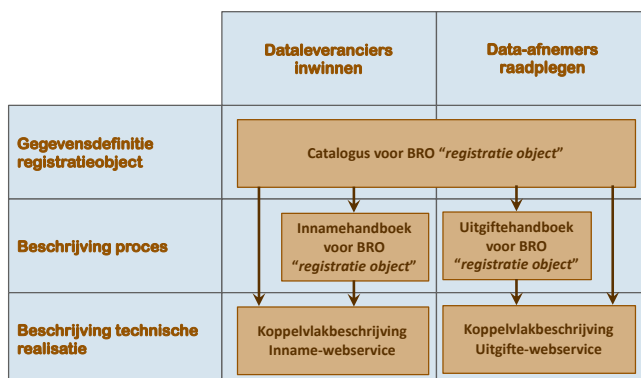 Dataleveranciers
inwinnen
Data-afnemers
raadplegen
Gegevensdefinitie
registratieobject
Catalogus voor BRO “registratie object”
Beschrijving proces
Innamehandboek
voor BRO
“registratie object”
Uitgiftehandboek
voor BRO
“registratie object”
Beschrijving technische
realisatie
Koppelvlakbeschrijving
Inname-webservice
Koppelvlakbeschrijving
Uitgifte-webservice